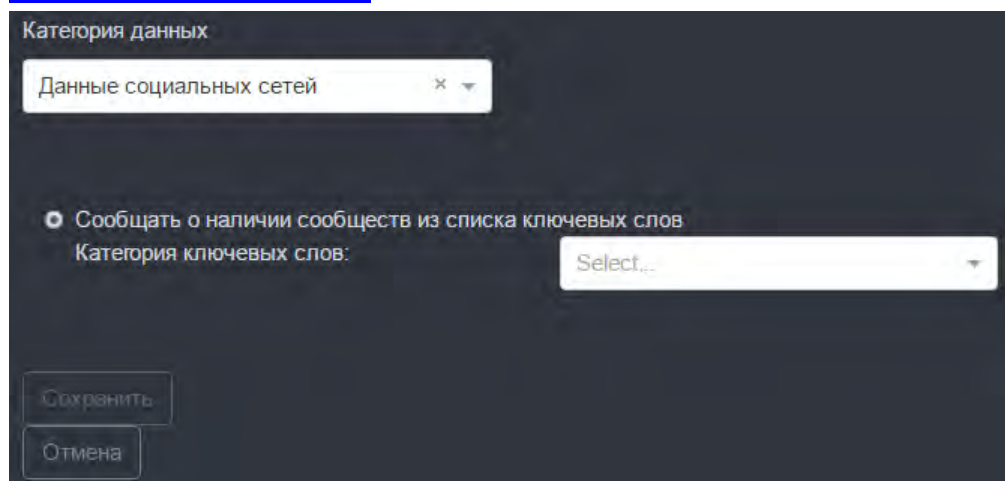 Категория данных
Данные социальных сетей × 
Сообщать о наличии сообществ из списка ключевых слов
Категория ключевых слов:
Select...
Сохранить
Отмена